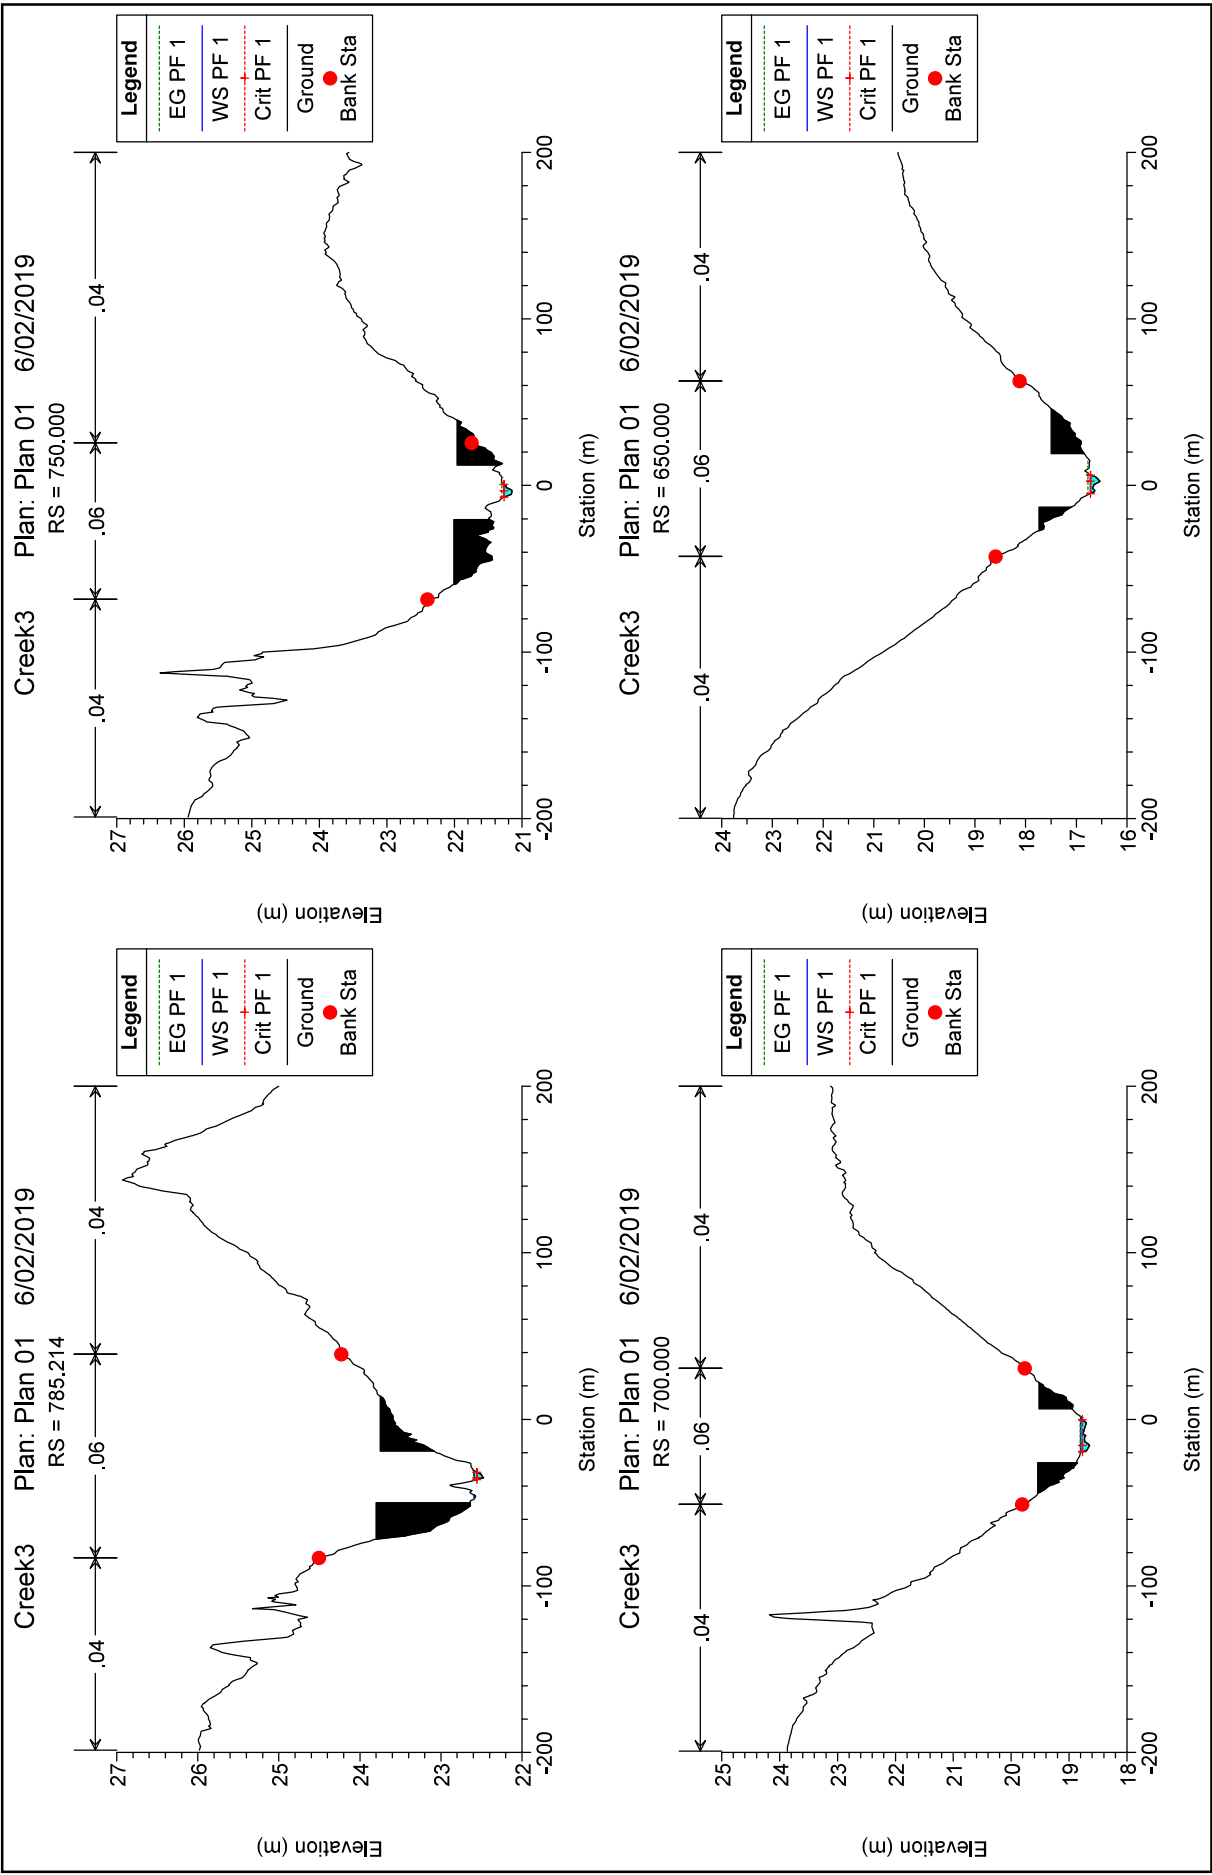 Creek3 Plan: Plan 01 6/02/2019
RS = 785.214
.04
.06
.04
Legend
EG PF 1
WS PF 1
Crit PF 1
Ground
Bank Sta
27
26
25
24
23
22
Elevation (m)
-200
-100
0
100
200
Station (m)
Creek3 Plan: Plan 01 6/02/2019
RS = 750.000
.04
.06
.04
Legend
EG PF 1
WS PF 1
Crit PF 1
Ground
Bank Sta
27
26
25
24
23
22
21
Elevation (m)
-200
-100
0
100
200
Station (m)
Creek3 Plan: Plan 01 6/02/2019
RS = 700.000
.04
.06
.04
Legend
EG PF 1
WS PF 1
Crit PF 1
Ground
Bank Sta
25
24
23
22
21
20
19
18
Elevation (m)
-200
-100
0
100
200
Station (m)
Creek3 Plan: Plan 01 6/02/2019
RS = 650.000
.04
.06
.04
Legend
EG PF 1
WS PF 1
Crit PF 1
Ground
Bank Sta
24
23
22
21
20
19
18
17
16
Elevation (m)
-200
-100
0
100
200
Station (m)